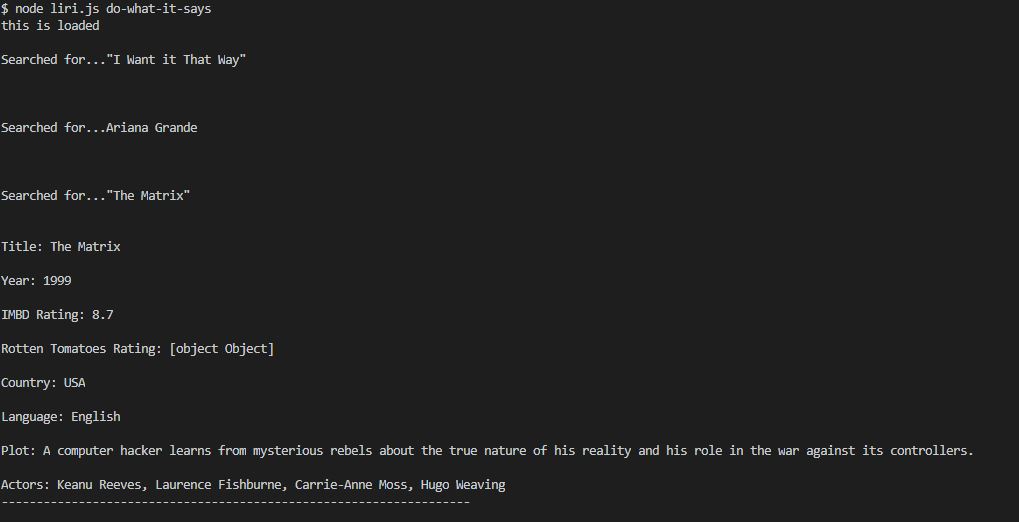 $ node liri.js do-what-it-says
this is loaded
Searched for..."I Want it That Way"
Searched for...Ariana Grande
Searched for..."The Matrix"
Title: The Matrix
Year: 1999
IMBD Rating: 8.7
Rotten Tomatoes Rating: [object Object]
Country: USA
Language: English
Plot: A computer hacker learns from mysterious rebels about the true nature of his reality and his role in the war against its controllers.
Actors: Keanu Reeves, Laurence Fishburne, Carrie-Anne Moss, Hugo Weaving
-------------------------------------------------------------------